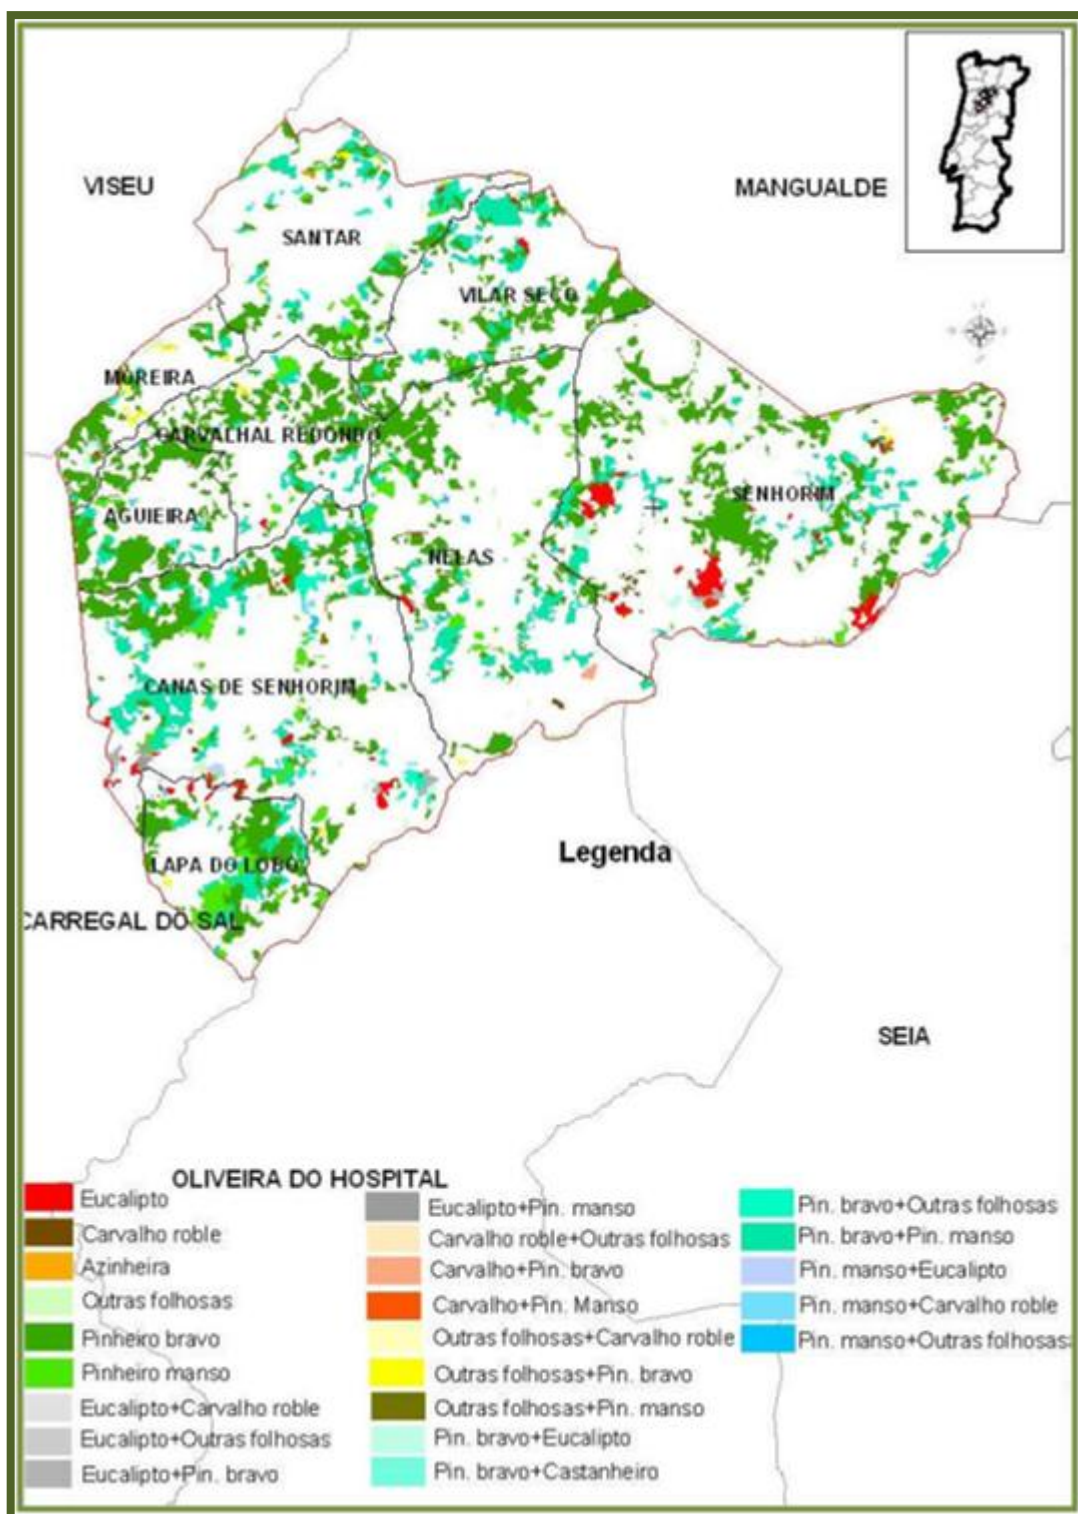 VISEU
MANGUALDE
SANTAR
VILAR SECO
MOREIRA
CARVALHAL REDONDO
AGUIEIRA
SENHORIM
NELAS
CANAS DE SENHORIM
LAPA DO LOBO
Legenda
CARREGAL DO SAL
SEIA
OLIVEIRA DO HOSPITAL
Eucalipto
Carvalho roble
Azinheira
Outras folhosas
Pinheiro bravo
Pinheiro manso
Eucalipto+Carvalho roble
Eucalipto+Outras folhosas
Eucalipto+Pin. bravo
Eucalipto+Pin. manso
Carvalho roble+Outras folhosas
Carvalho+Pin. bravo
Carvalho+Pin. Manso
Outras folhosas+Carvalho roble
Outras folhosas+Pin. bravo
Outras folhosas+Pin. manso
Pin. bravo+Eucalipto
Pin. bravo+Castanheiro
Pin. bravo+Outras folhosas
Pin. bravo+Pin. manso
Pin. manso+Eucalipto
Pin. manso+Carvalho roble
Pin. manso+Outras folhosas